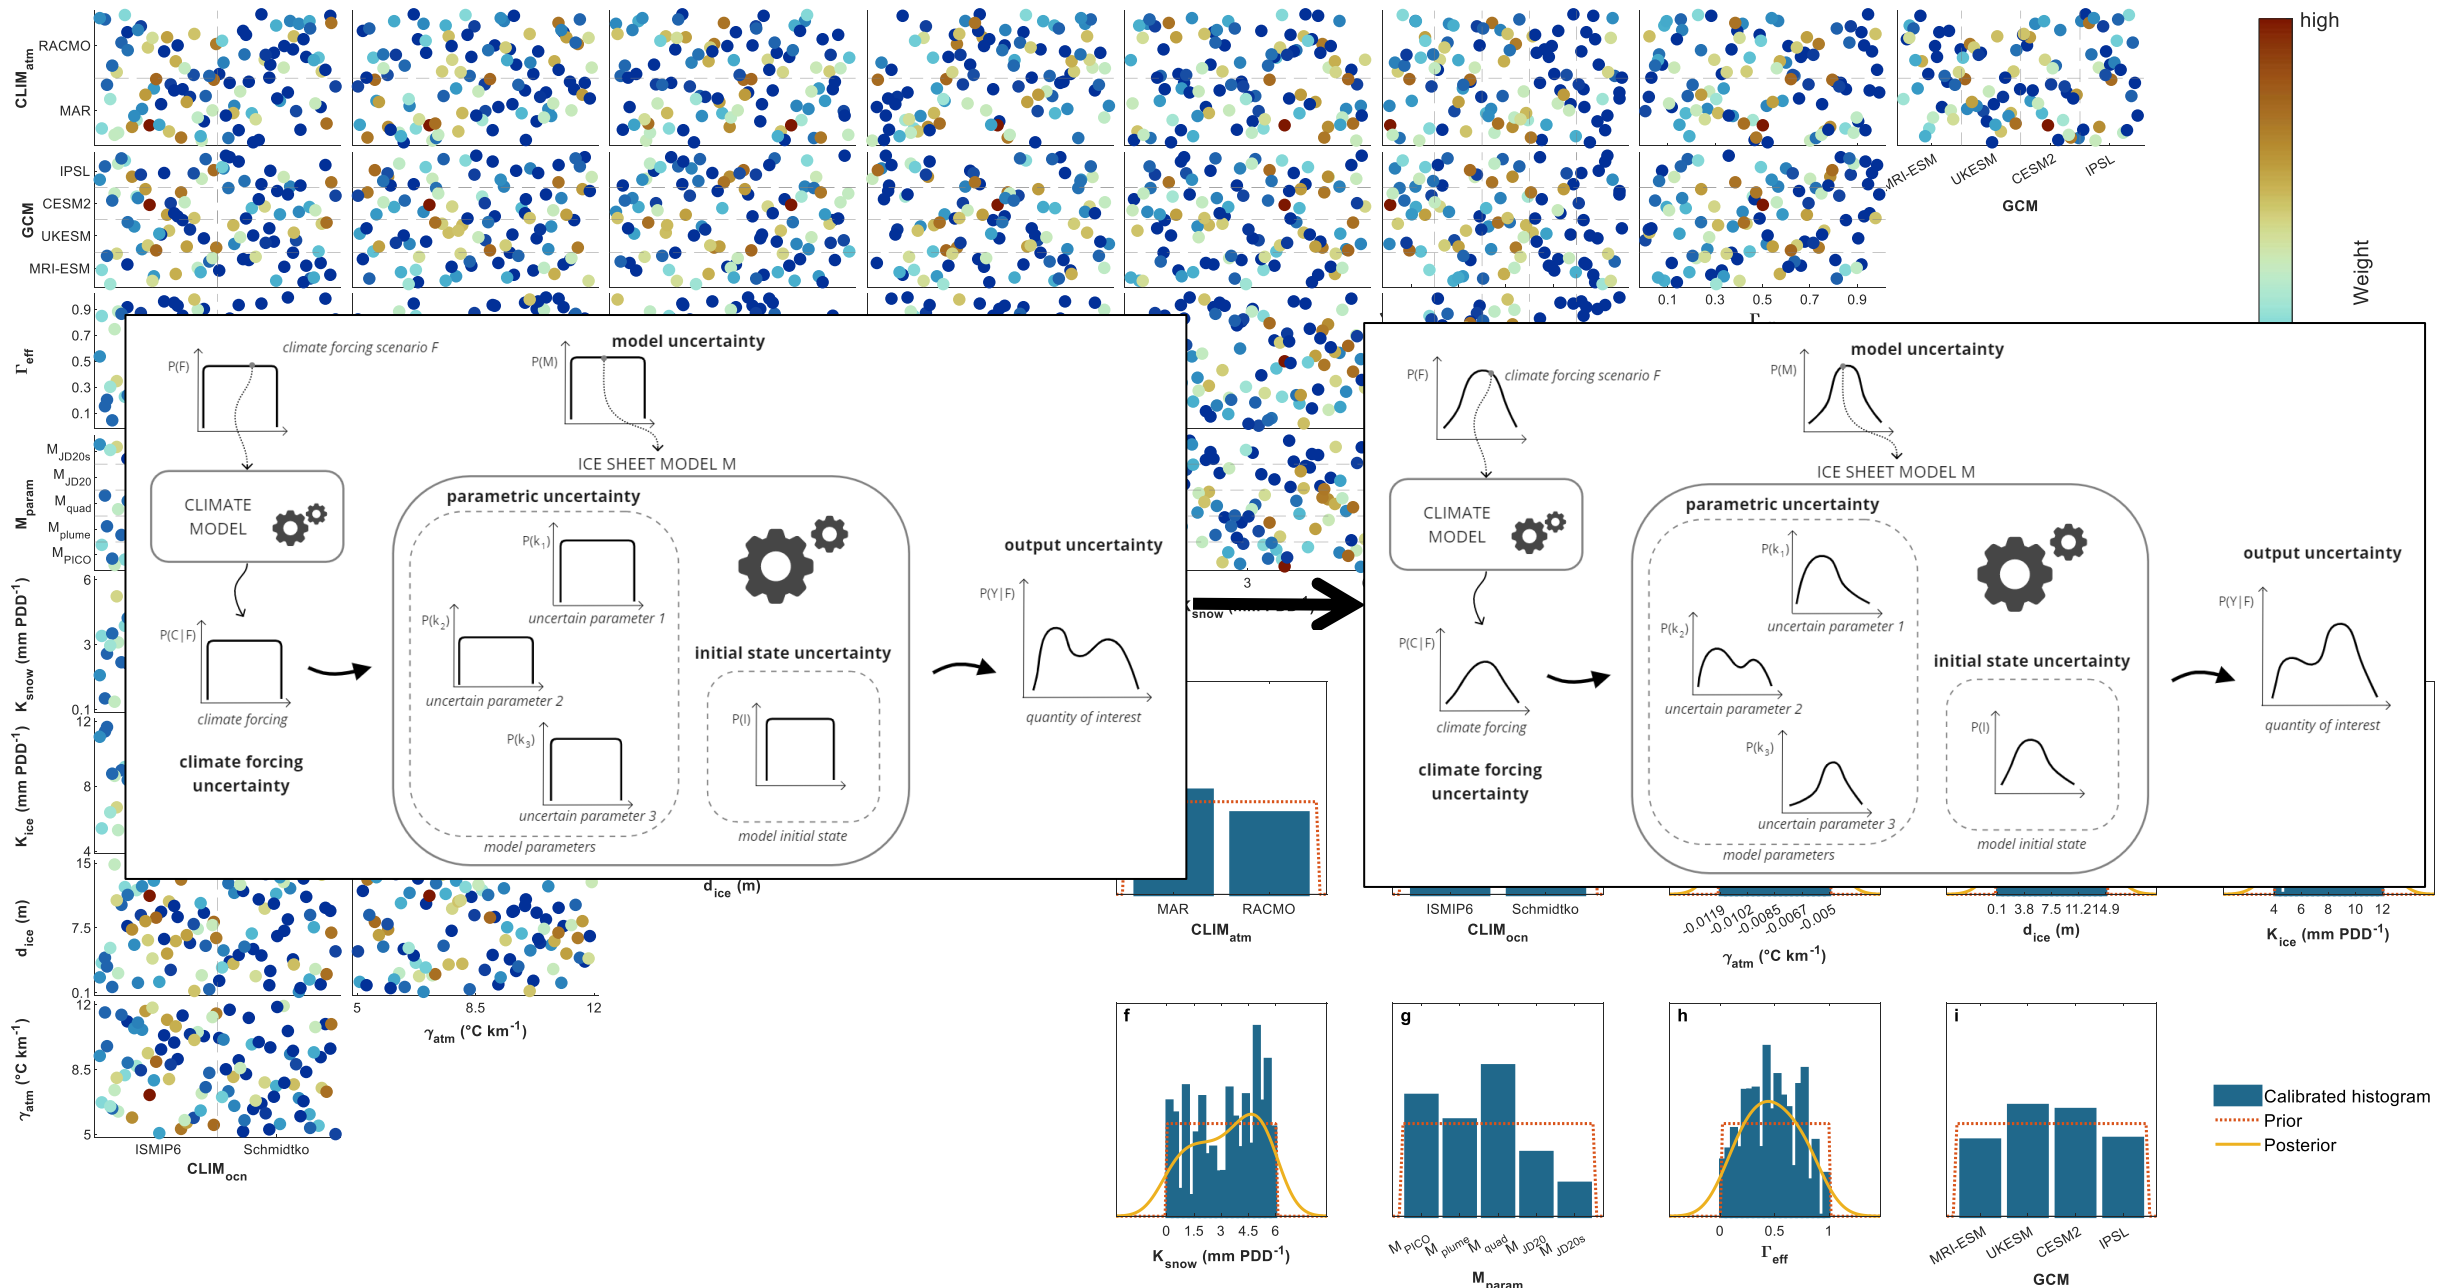 high
Weight
CLIMatm
RACMO
MAR
GCM
IPSL
CESM2
UKESM
MRI-ESM
MRI-ESM
UKESM
CESM2
IPSL
GCM
0.1 0.3 0.5 0.7 0.9
Γeff
0.9
0.7
0.5
0.3
0.1
Mparam
MJD20s
MJD20
Mquad
Mplume
MPICO
Ksnow (mm PDD-1)
6
3
0.1
Kice (mm PDD-1)
12
8
4
dice (m)
15
7.5
0.1
γatm (°C km-1)
12
8.5
5
ISMIP6 Schmidtko
CLIMocn
5 8.5 12
γatm (°C km-1)
dice (m)
3
P(F)
climate forcing scenario F
P(M)
model uncertainty
ICE SHEET MODEL M
CLIMATE
MODEL
parametric uncertainty
P(k1)
uncertain parameter 1
P(k2)
uncertain parameter 2
P(k3)
uncertain parameter 3
model parameters
P(C|F)
climate forcing
climate forcing
uncertainty
initial state uncertainty
P(I)
model initial state
output uncertainty
P(Y|F)
quantity of interest
P(F)
climate forcing scenario F
P(M)
model uncertainty
ICE SHEET MODEL M
CLIMATE
MODEL
parametric uncertainty
P(k1)
uncertain parameter 1
P(k2)
uncertain parameter 2
P(k3)
uncertain parameter 3
model parameters
P(C|F)
climate forcing
climate forcing
uncertainty
initial state uncertainty
P(I)
model initial state
output uncertainty
P(Y|F)
quantity of interest
MAR RACMO
CLIMatm
ISMIP6 Schmidtko
CLIMocn
-0.0119 -0.0102 -0.0085 -0.0067 -0.005
γatm (°C km-1)
0.1 3.8 7.5 11.2 14.9
dice (m)
4 6 8 10 12
Kice (mm PDD-1)
f
0 1.5 3 4.5 6
Ksnow (mm PDD-1)
g
MPICO Mplume Mquad MJD20 MJD20s
Mparam
h
0 0.5 1
Γeff
i
MRI-ESM UKESM CESM2 IPSL
GCM
Calibrated histogram
Prior
Posterior